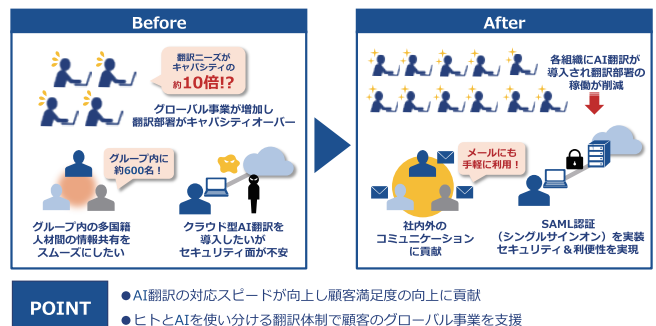 Before
翻訳ニーズが
キャパシティの
約10倍!?
グローバル事業が増加し
翻訳部署がキャパシティオーバー
グループ内に
約600名！
グループ内の多国籍
人材間の情報共有を
スムーズにしたい
クラウド型AI翻訳を
導入したいが
セキュリティ面が不安
After
各組織にAI翻訳が
導入され翻訳部署の
稼働が削減
メールにも
手軽に利用！
社内外の
コミュニケーション
に貢献
SAML認証
（シングルサインオン）を実装
セキュリティ＆利便性を実現
POINT
●AI翻訳の対応スピードが向上し顧客満足度の向上に貢献
●ヒトとAIを使い分ける翻訳体制で顧客のグローバル事業を支援